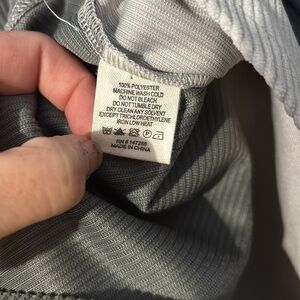 100% POLYESTER
MACHINE WASH COLD
DO NOT BLEACH
DO NOT TUMBLE DRY
DRY CLEAN ANY SOLVENT
EXCEPT TRICHLOROETHYLENE
IRON LOW HEAT
RN # 147288
MADE IN CHINA